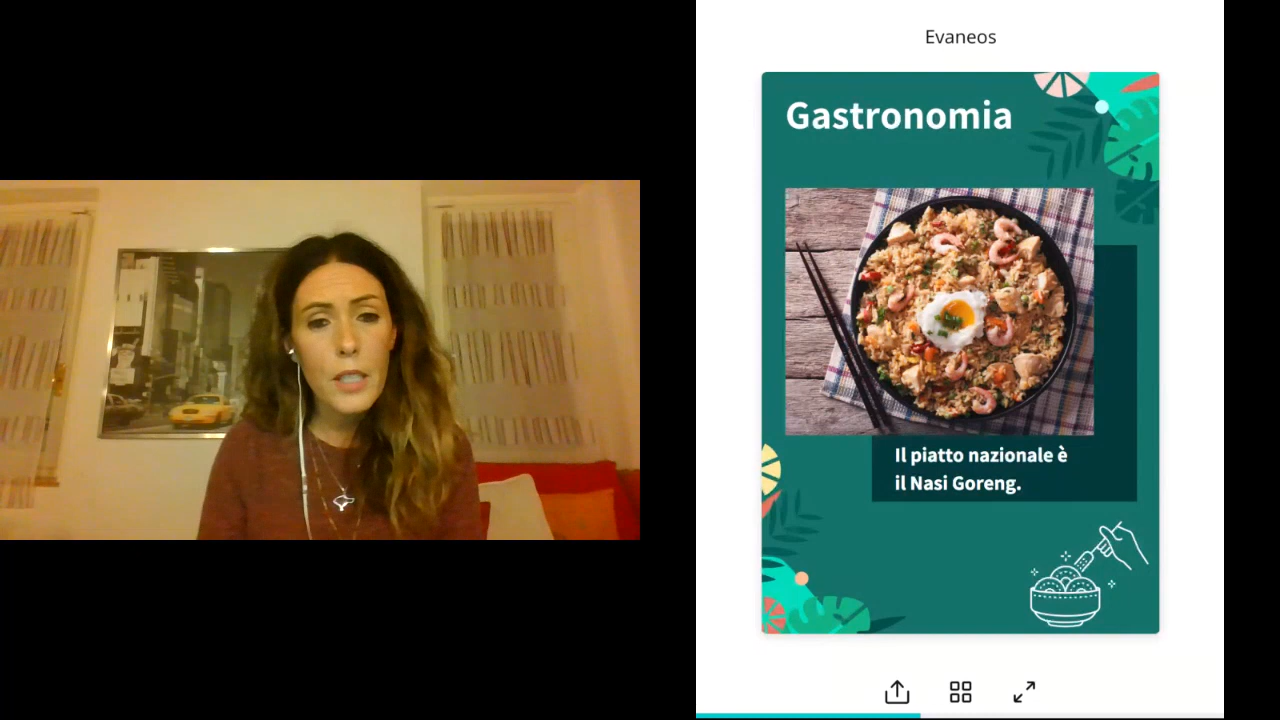 Evaneos
Gastronomia
Il piatto nazionale è
il Nasi Goreng.